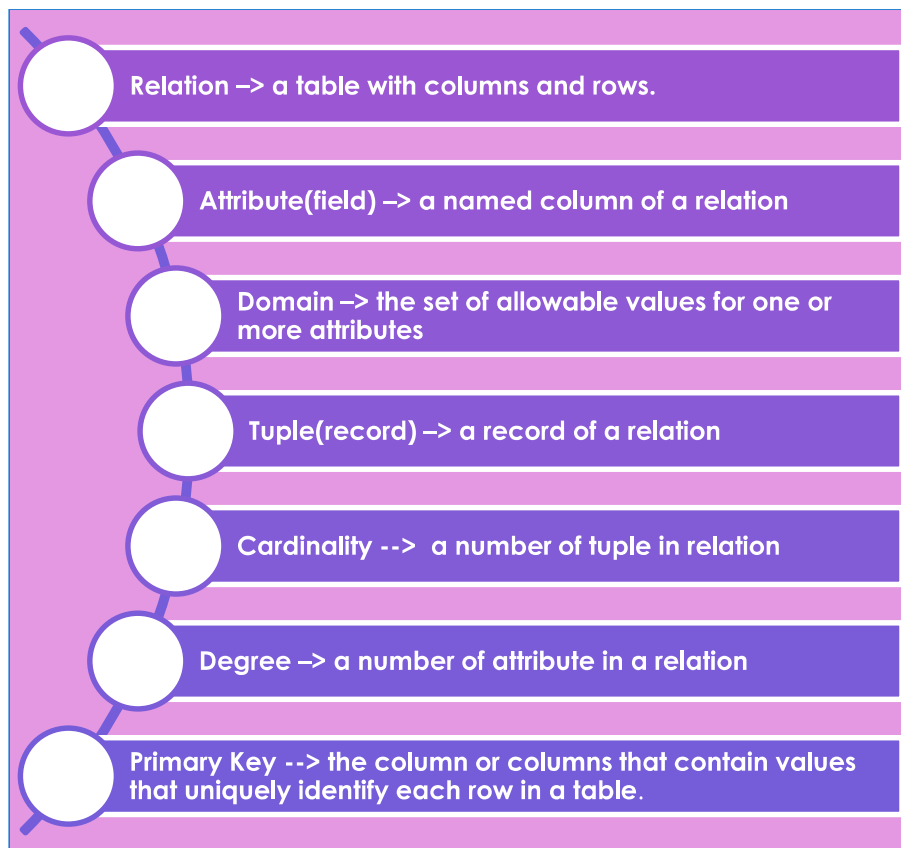 Relation –> a table with columns and rows.
Attribute(field) –> a named column of a relation
Domain –> the set of allowable values for one or
more attributes
Tuple(record) –> a record of a relation
Cardinality --> a number of tuple in relation
Degree –> a number of attribute in a relation
Primary Key --> the column or columns that contain values
that uniquely identify each row in a table.